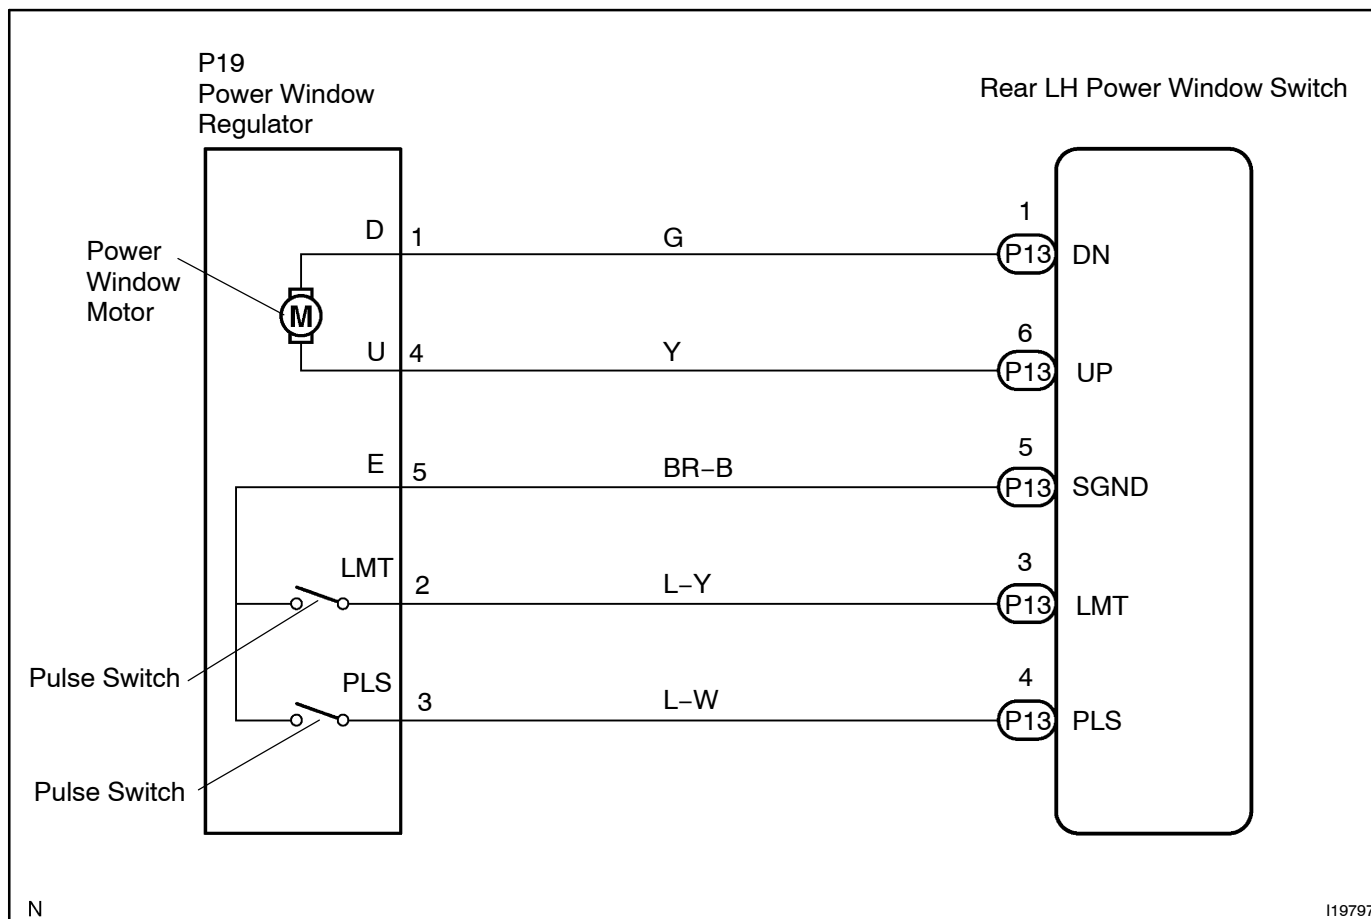 P19
Power Window
Regulator
Rear LH Power Window Switch
Power
Window
Motor
M
D
1
G
1
P13
DN
U
4
Y
6
P13
UP
E
5
BR−B
5
P13
SGND
LMT
2
L−Y
3
P13
LMT
Pulse Switch
PLS
3
L−W
4
P13
PLS
Pulse Switch
N
I19797